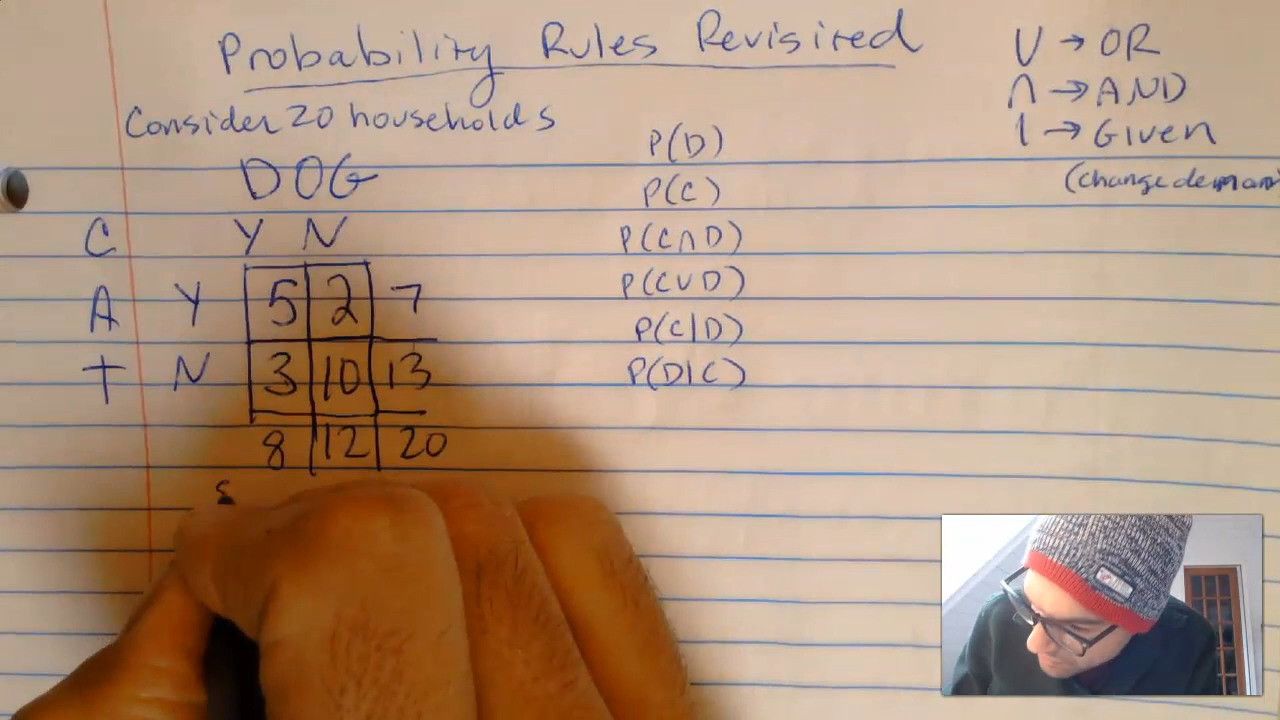 Probability Rules Revisited
Consider 20 households
DOG
Y N
C A T
Y 5 2 7
N 3 10 13
8 12 20
s
P(D)
P(C)
P(C∩D)
P(C∪D)
P(C|D)
P(D|C)
∪ → OR
∩ → AND
| → Given
(change